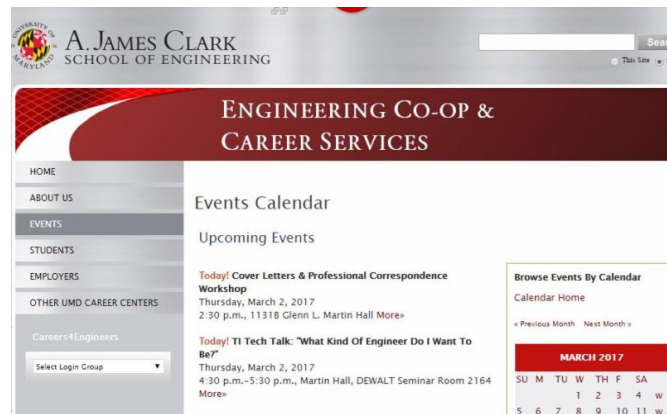 UNIVERSITY
MARYLAND
A. JAMES CLARK
SCHOOL OF ENGINEERING
This Site
ENGINEERING CO-OP &
CAREER SERVICES
HOME
ABOUT US
EVENTS
STUDENTS
EMPLOYERS
OTHER UMD CAREER CENTERS
Careers4Engineers
Select Login Group
Events Calendar
Upcoming Events
Today! Cover Letters & Professional Correspondence
Workshop
Thursday, March 2, 2017
2:30 p.m., 1131B Glenn L. Martin Hall More»
Today! TI Tech Talk: "What Kind Of Engineer Do I Want To
Be?"
Thursday, March 2, 2017
4:30 p.m.-5:30 p.m., Martin Hall, DEWALT Seminar Room 2164
More»
Browse Events By Calendar
Calendar Home
« Previous Month Next Month »
MARCH 2017
SU M TU W TH F SA
1 2 3 4 w
5 6 7 8 9 10 11 w